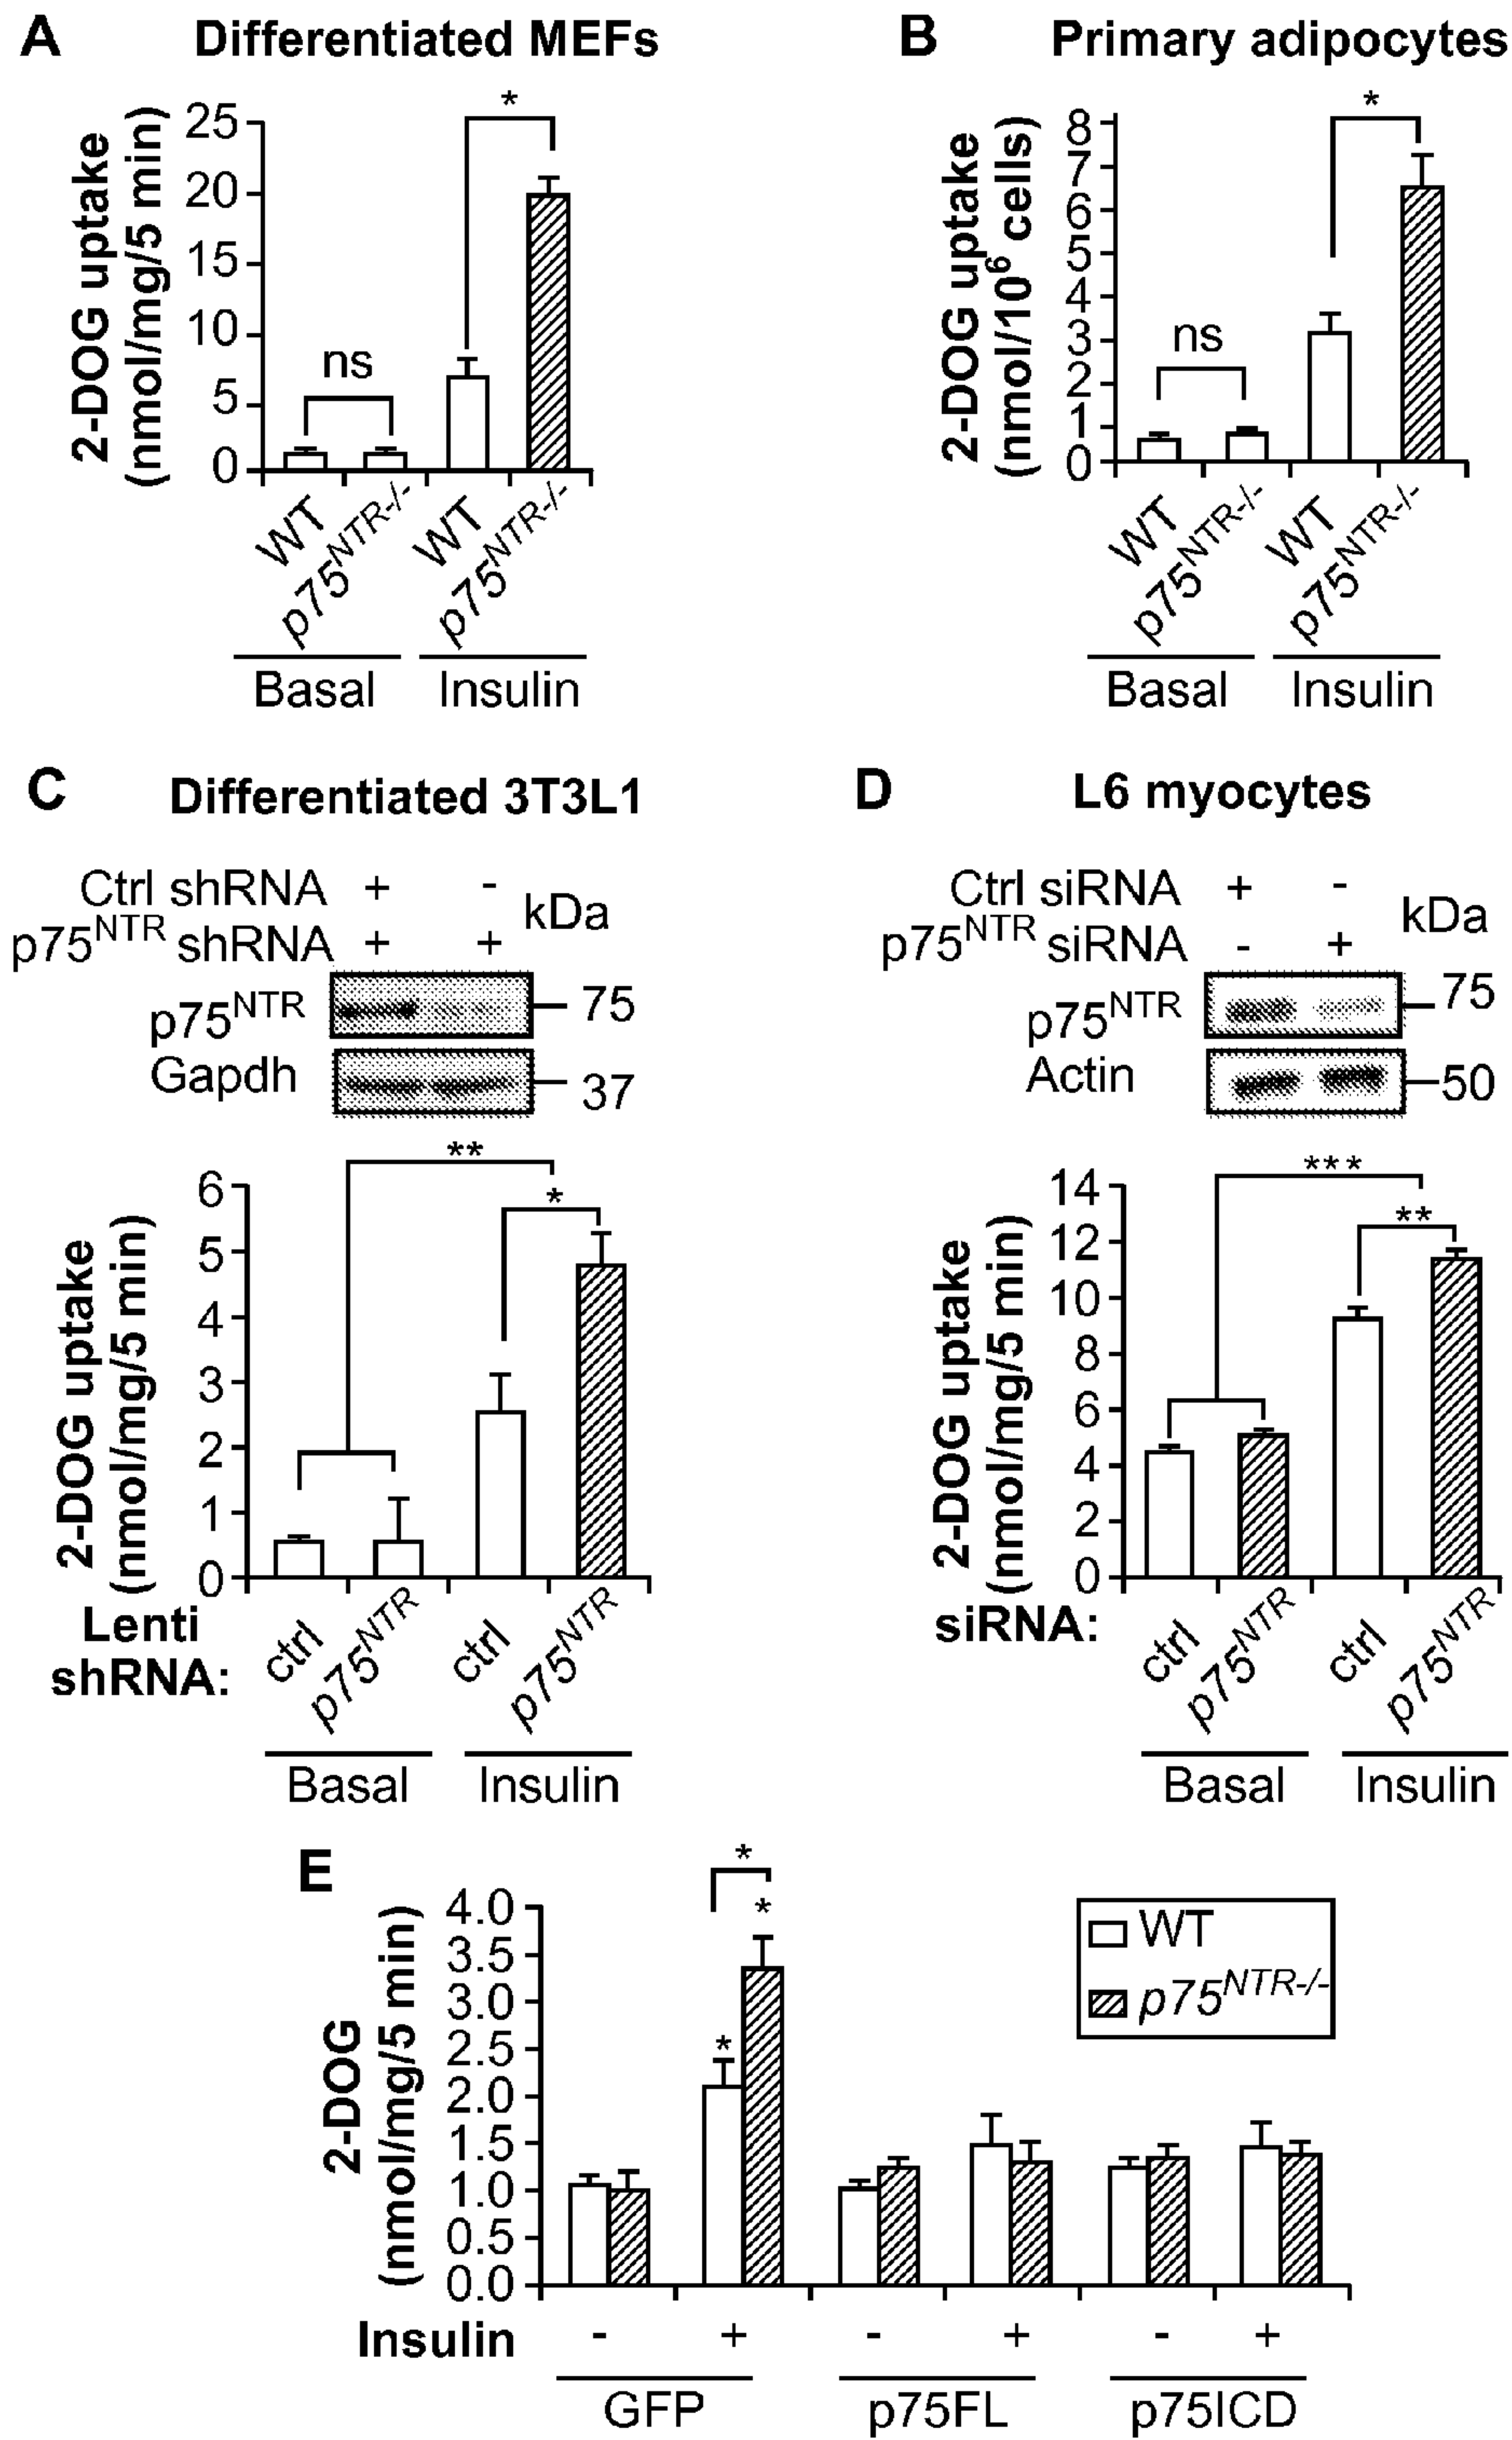 A Differentiated MEFs
2-DOG uptake
(nmol/mg/5 min)
25
20
15
10
5
0
*
ns
WT
p75NTR-/-
WT
p75NTR-/-
Basal
Insulin
B Primary adipocytes
2-DOG uptake
(nmol/10⁶ cells)
8
7
6
5
4
3
2
1
0
*
ns
WT
p75NTR-/-
WT
p75NTR-/-
Basal
Insulin
C Differentiated 3T3L1
Ctrl shRNA + -
kDa
p75NTR shRNA + +
p75NTR 75
Gapdh 37
**
*
2-DOG uptake
(nmol/mg/5 min)
6
5
4
3
2
1
0
Lenti
shRNA:
ctrl
p75NTR
ctrl
p75NTR
Basal
Insulin
D L6 myocytes
Ctrl siRNA + -
kDa
p75NTR siRNA - +
p75NTR 75
Actin 50
***
**
2-DOG uptake
(nmol/mg/5 min)
14
12
10
8
6
4
2
0
siRNA:
ctrl
p75NTR
ctrl
p75NTR
Basal
Insulin
E
2-DOG
(nmol/mg/5 min)
4.0
3.5
3.0
2.5
2.0
1.5
1.0
0.5
0.0
*
*
*
WT
p75NTR-/-
Insulin - + - + - +
GFP p75FL p75ICD